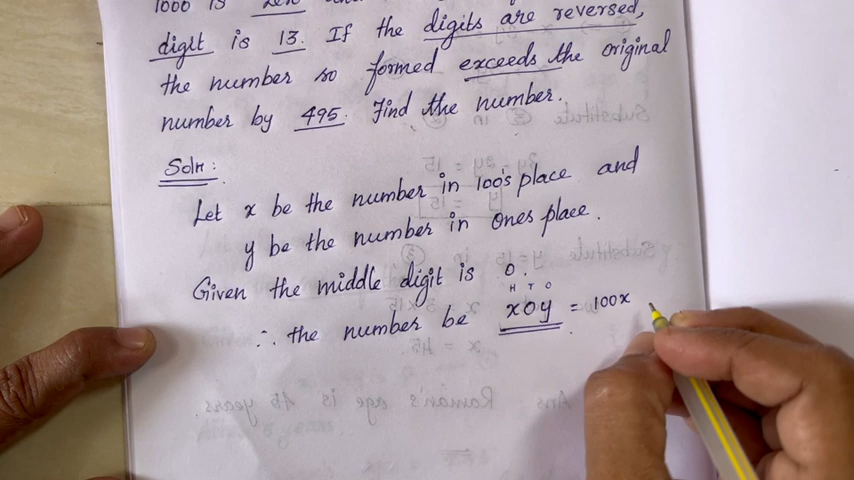 1000 is zero
digit is 13. If the digits are reversed,
the number so formed exceeds the original
number by 495. Find the number.
Soln:
Let x be the number in 100's place and
y be the number in ones place.
Given the middle digit is 0.
H T O
∴ the number be x0y = 100x